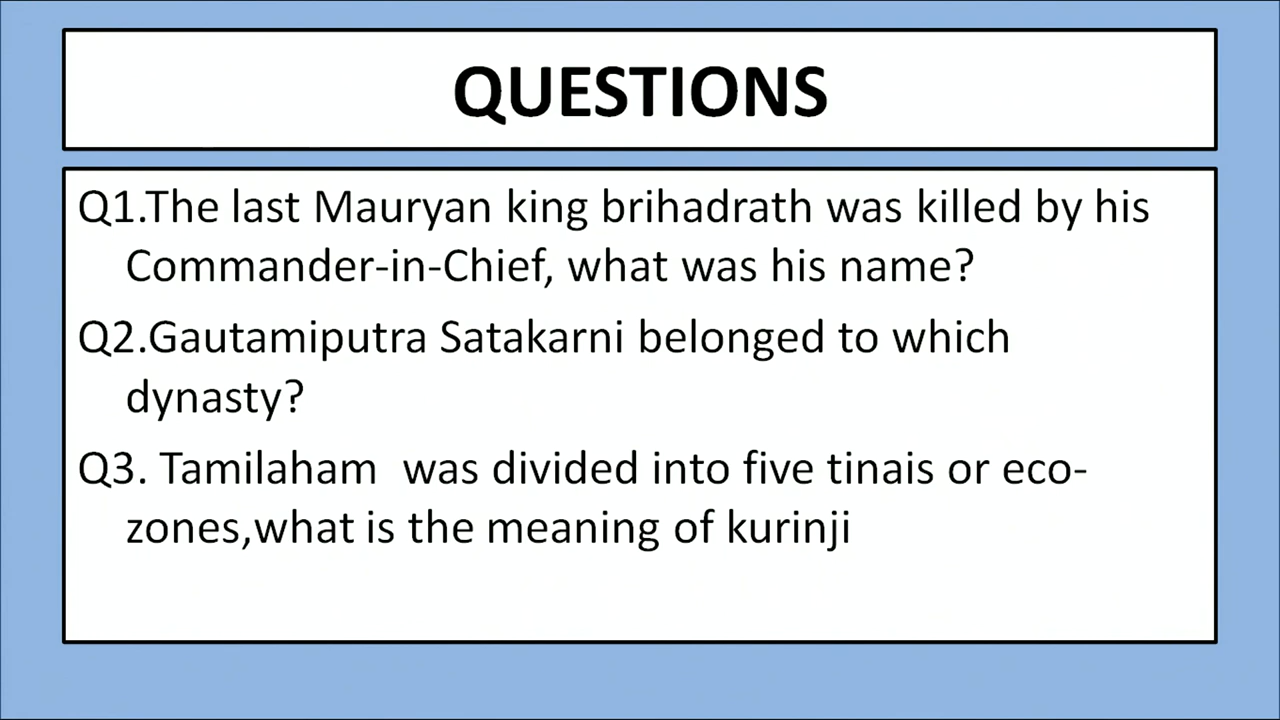 QUESTIONS
Q1.The last Mauryan king brihadrath was killed by his
Commander-in-Chief, what was his name?
Q2.Gautamiputra Satakarni belonged to which
dynasty?
Q3. Tamilaham  was divided into five tinais or eco-
zones,what is the meaning of kurinji